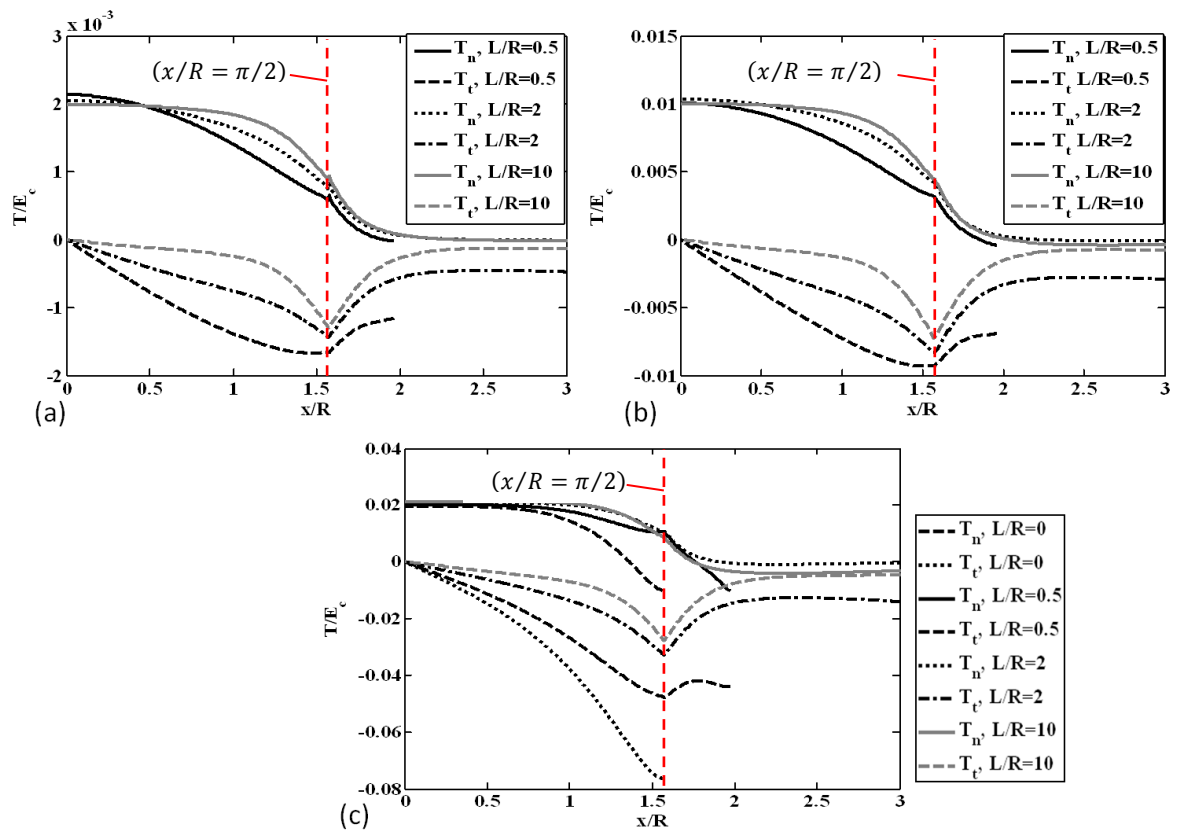 x 10⁻³
3
2
1
0
-1
-2
T/E_c
0
0.5
1
1.5
2
2.5
3
x/R
(x/R = π/2)
T_n, L/R=0.5
T_t, L/R=0.5
T_n, L/R=2
T_t, L/R=2
T_n, L/R=10
T_t, L/R=10
(a)
0.015
0.01
0.005
0
-0.005
-0.01
T/E_c
0
0.5
1
1.5
2
2.5
3
x/R
(x/R = π/2)
T_n, L/R=0.5
T_t, L/R=0.5
T_n, L/R=2
T_t, L/R=2
T_n, L/R=10
T_t L/R=10
(b)
0.04
0.02
0
-0.02
-0.04
-0.06
-0.08
T/E_c
0
0.5
1
1.5
2
2.5
3
x/R
(x/R = π/2)
T_n, L/R=0
T_t, L/R=0
T_n, L/R=0.5
T_t, L/R=0.5
T_n, L/R=2
T_t, L/R=2
T_n, L/R=10
T_t, L/R=10
(c)